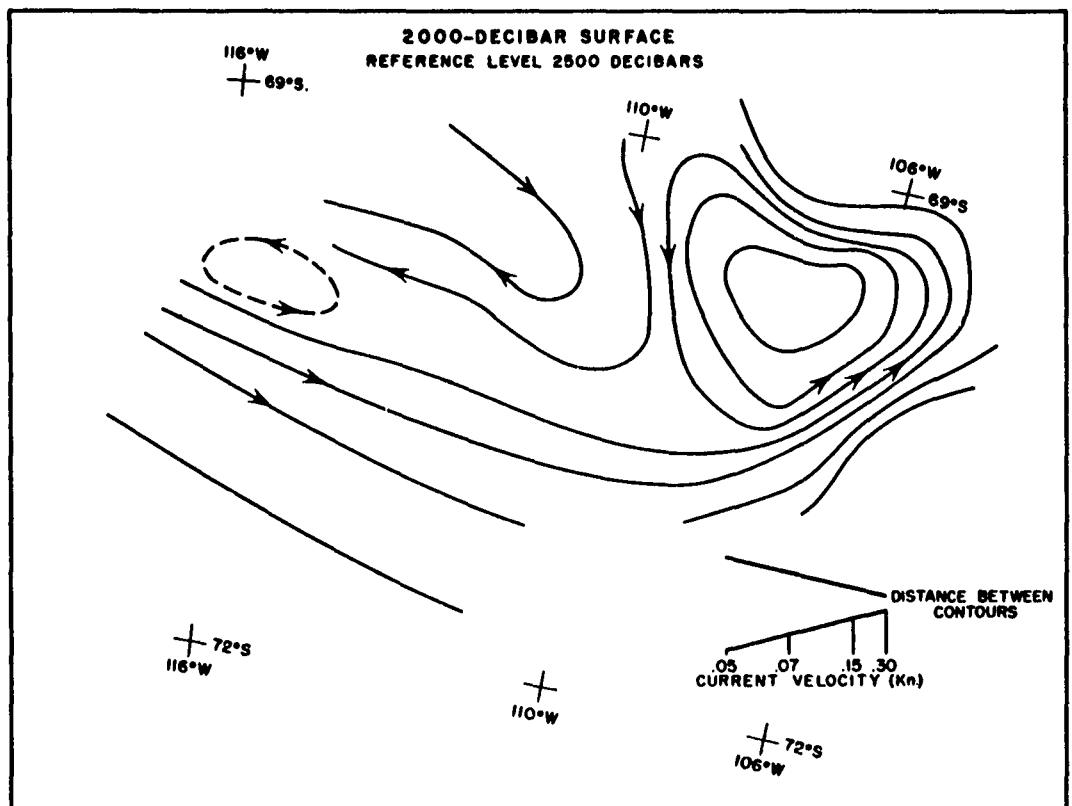 2000-DECIBAR SURFACE
REFERENCE LEVEL 2500 DECIBARS
116°W
69°S.
110°W
106°W
69°S
DISTANCE BETWEEN
CONTOURS
.05 .07 .15 .30
CURRENT VELOCITY (Kn.)
72°S
116°W
110°W
72°S
106°W